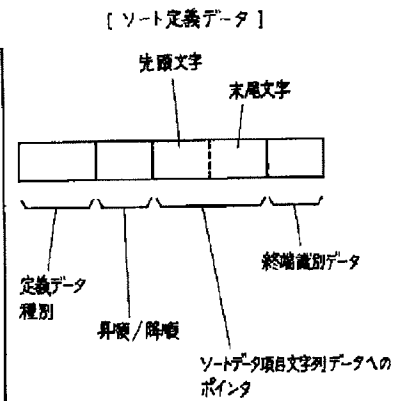 [ ソート定義データ ]
先頭文字
末尾文字
定義データ
種別
昇順/降順
終端識別データ
ソートデータ項目文字列データへの
ポインタ